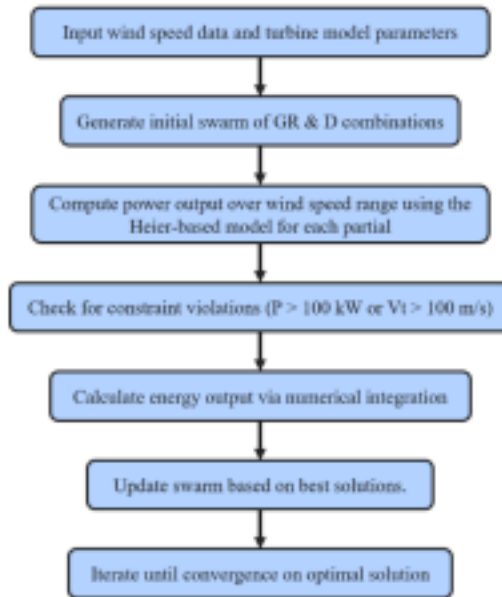 Input wind speed data and turbine model parameters
Generate initial swarm of GR & D combinations
Compute power output over wind speed range using the
Heier-based model for each partial
Check for constraint violations (P > 100 kW or Vt > 100 m/s)
Calculate energy output via numerical integration
Update swarm based on best solutions.
Iterate until convergence on optimal solution